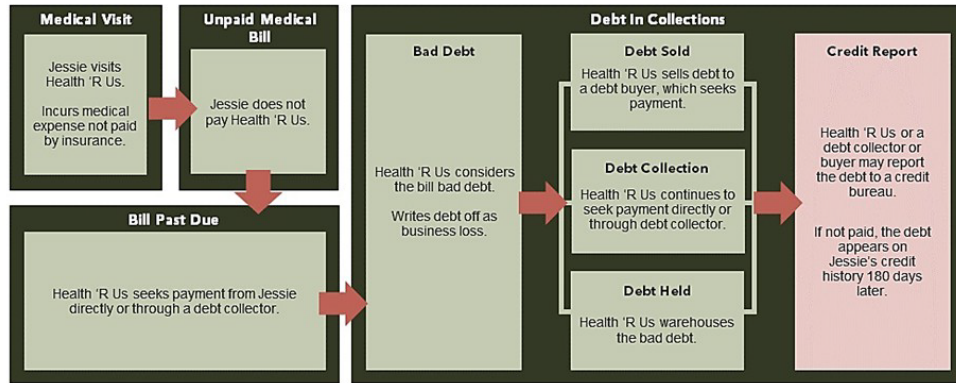 Medical Visit
Jessie visits
Health ‘R Us.
Incurs medical
expense not paid
by insurance.
Unpaid Medical
Bill
Jessie does not
pay Health ‘R Us.
Bill Past Due
Health ‘R Us seeks payment from Jessie
directly or through a debt collector.
Debt In Collections
Bad Debt
Health ‘R Us considers
the bill bad debt.
Writes debt off as
business loss.
Debt Sold
Health ‘R Us sells debt to
a debt buyer, which seeks
payment.
Debt Collection
Health ‘R Us continues to
seek payment directly or
through debt collector.
Debt Held
Health ‘R Us warehouses
the bad debt.
Credit Report
Health ‘R Us or a
debt collector or
buyer may report
the debt to a credit
bureau.
If not paid, the debt
appears on
Jessie’s credit
history 180 days
later.